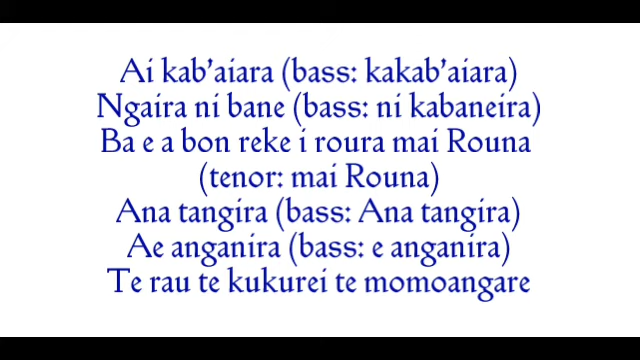 Ai kab'aiara (bass: kakab'aiara)
Ngaira ni bane (bass: ni kabaneira)
Ba e a bon reke i roura mai Rouna
(tenor: mai Rouna)
Ana tangira (bass: Ana tangira)
Ae anganira (bass: e anganira)
Te rau te kukurei te momoangare